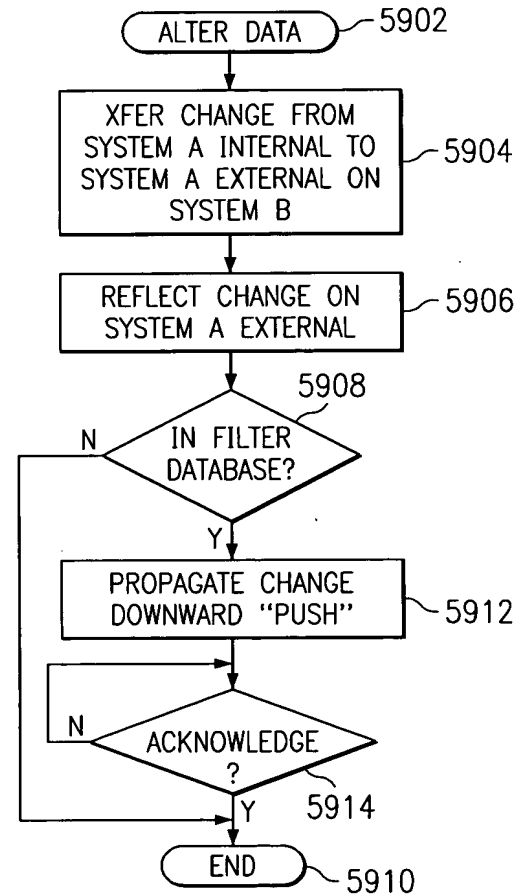 ALTER DATA
5902
XFER CHANGE FROM
SYSTEM A INTERNAL TO
SYSTEM A EXTERNAL ON
SYSTEM B
5904
REFLECT CHANGE ON
SYSTEM A EXTERNAL
5906
5908
IN FILTER
DATABASE?
N
Y
PROPAGATE CHANGE
DOWNWARD "PUSH"
5912
N
ACKNOWLEDGE
?
5914
Y
END
5910